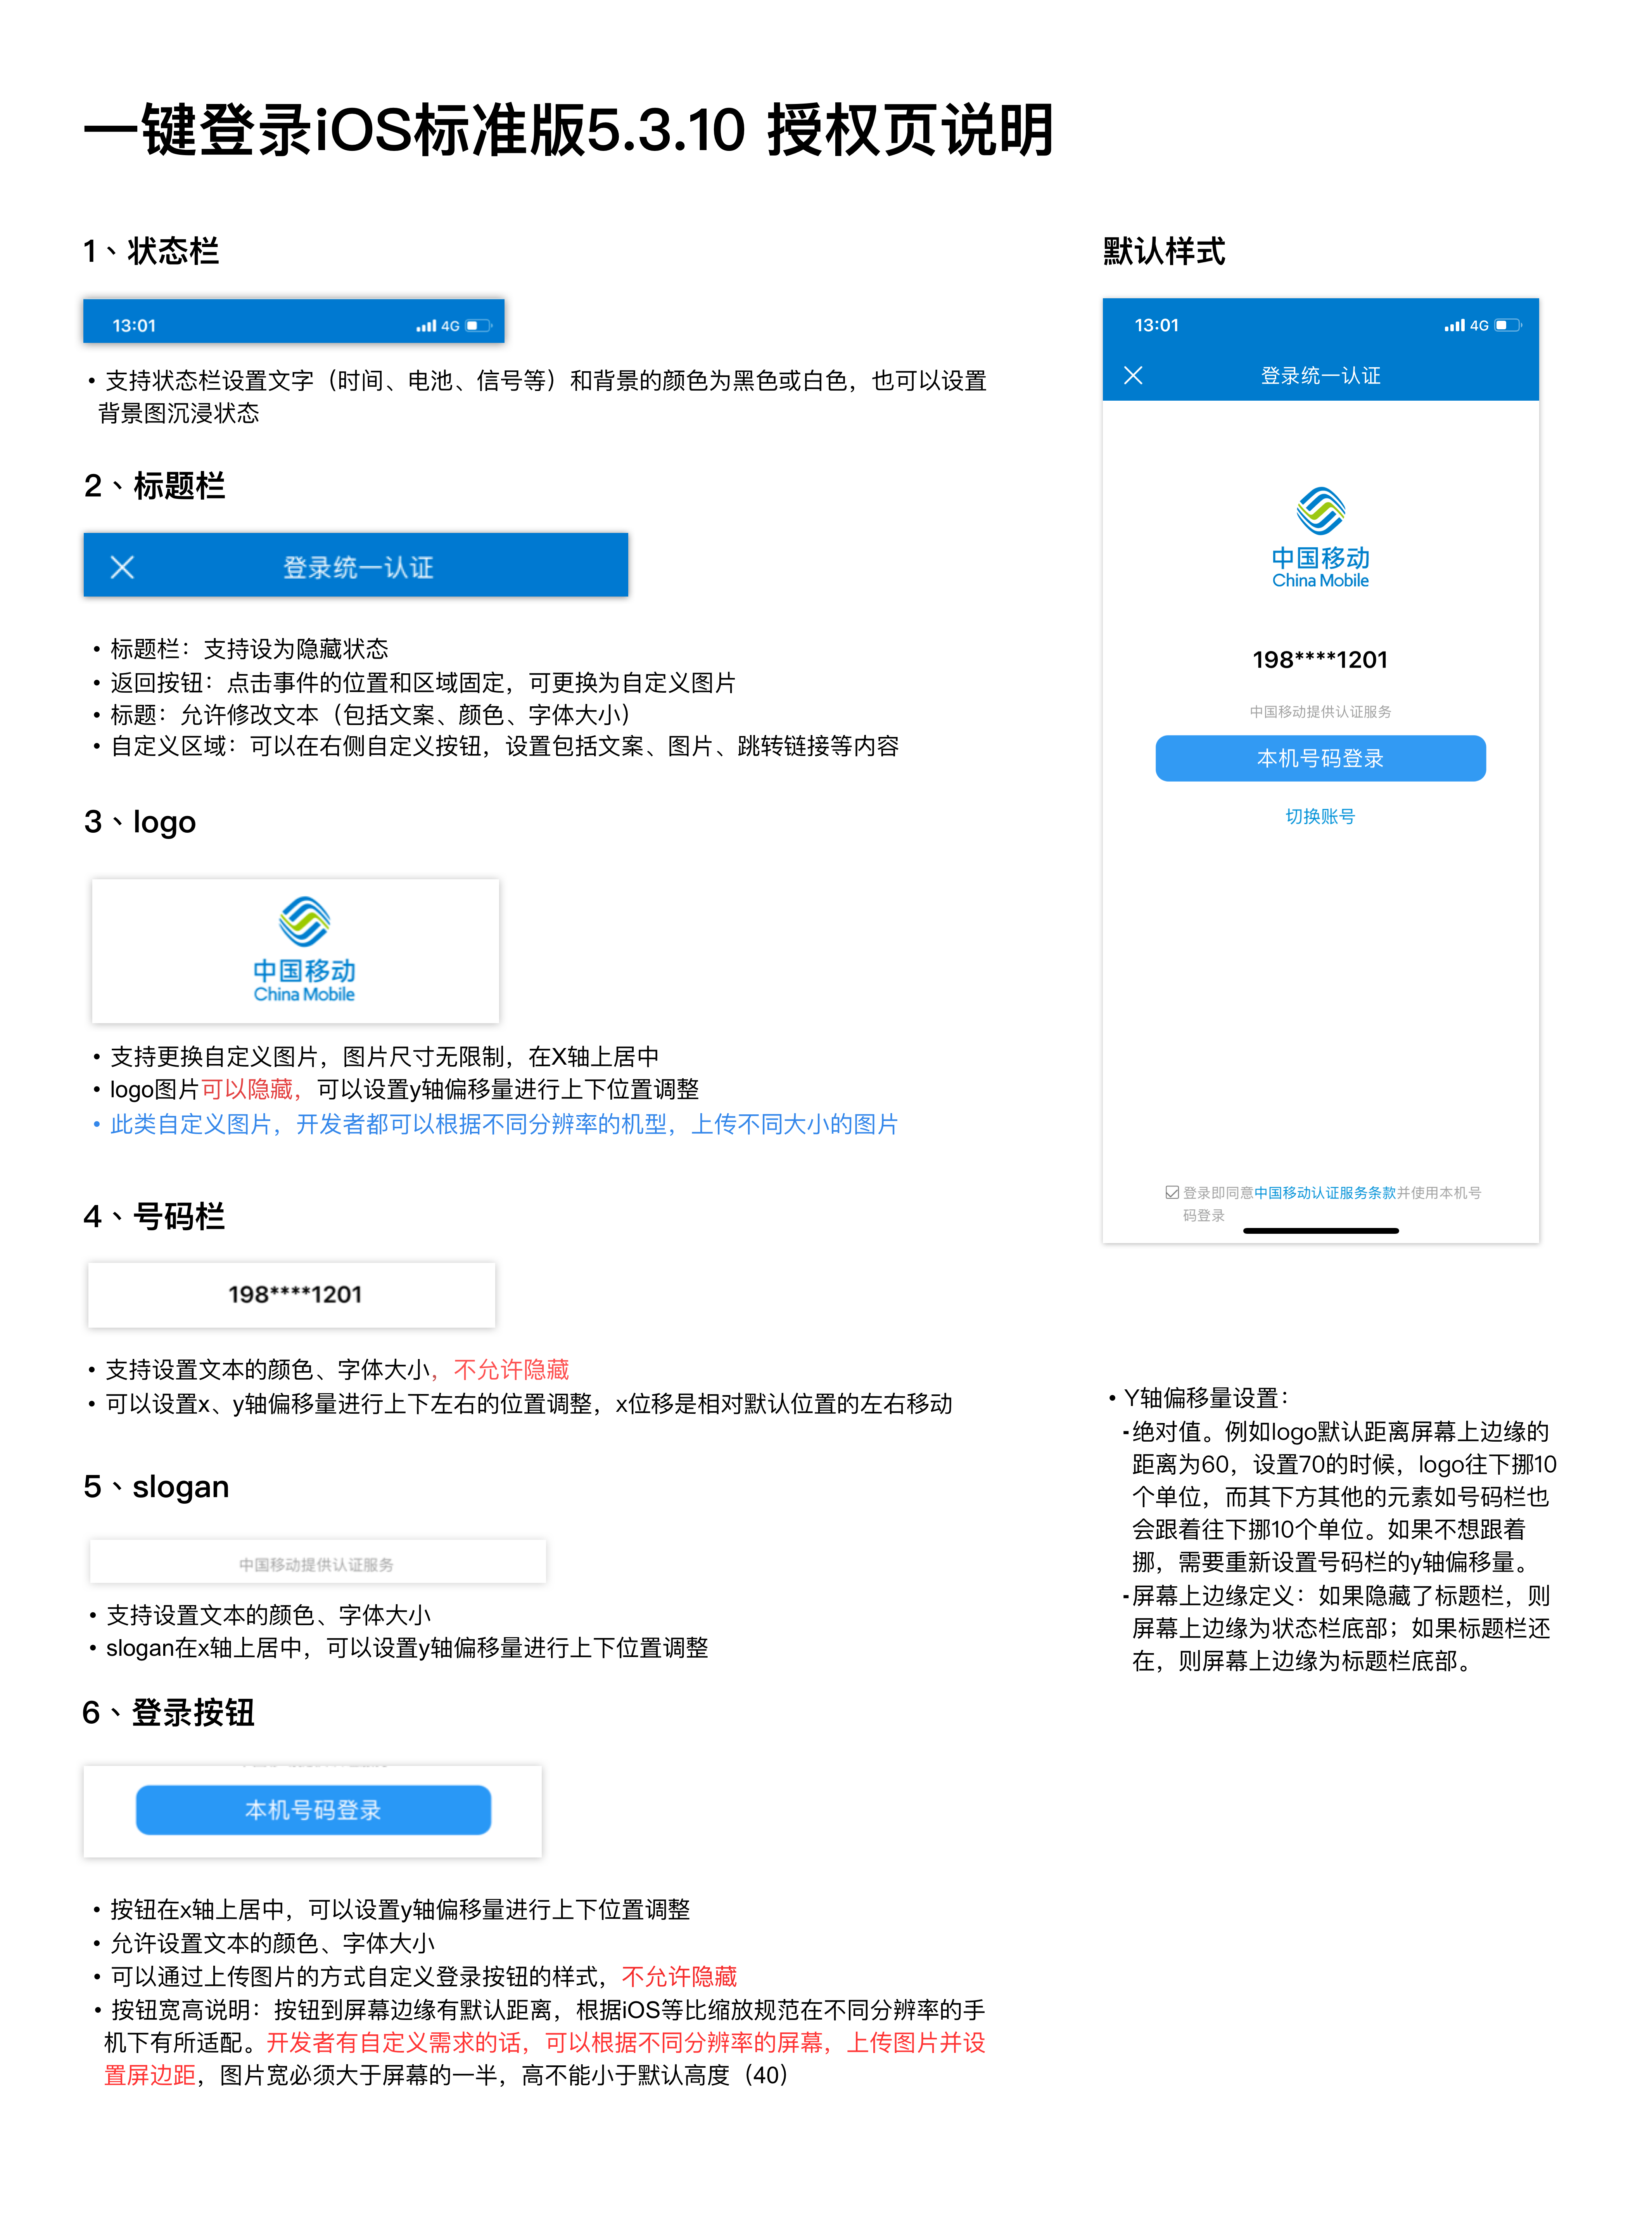 一键登录iOS标准版5.3.10 授权页说明
1、状态栏
13:01 4G
• 支持状态栏设置文字（时间、电池、信号等）和背景的颜色为黑色或白色，也可以设置
背景图沉浸状态
2、标题栏
登录统一认证
• 标题栏：支持设为隐藏状态
• 返回按钮：点击事件的位置和区域固定，可更换为自定义图片
• 标题：允许修改文本（包括文案、颜色、字体大小）
• 自定义区域：可以在右侧自定义按钮，设置包括文案、图片、跳转链接等内容
3、logo
中国移动
China Mobile
• 支持更换自定义图片，图片尺寸无限制，在X轴上居中
• logo图片可以隐藏，可以设置y轴偏移量进行上下位置调整
• 此类自定义图片，开发者都可以根据不同分辨率的机型，上传不同大小的图片
4、号码栏
198****1201
• 支持设置文本的颜色、字体大小，不允许隐藏
• 可以设置x、y轴偏移量进行上下左右的位置调整，x位移是相对默认位置的左右移动
5、slogan
中国移动提供认证服务
• 支持设置文本的颜色、字体大小
• slogan在x轴上居中，可以设置y轴偏移量进行上下位置调整
6、登录按钮
本机号码登录
• 按钮在x轴上居中，可以设置y轴偏移量进行上下位置调整
• 允许设置文本的颜色、字体大小
• 可以通过上传图片的方式自定义登录按钮的样式，不允许隐藏
• 按钮宽高说明：按钮到屏幕边缘有默认距离，根据iOS等比缩放规范在不同分辨率的手
机下有所适配。开发者有自定义需求的话，可以根据不同分辨率的屏幕，上传图片并设
置屏边距，图片宽必须大于屏幕的一半，高不能小于默认高度（40）
默认样式
13:01 4G
登录统一认证
中国移动
China Mobile
198****1201
中国移动提供认证服务
本机号码登录
切换账号
登录即同意中国移动认证服务条款并使用本机号
码登录
• Y轴偏移量设置：
-绝对值。例如logo默认距离屏幕上边缘的
距离为60，设置70的时候，logo往下挪10
个单位，而其下方其他的元素如号码栏也
会跟着往下挪10个单位。如果不想跟着
挪，需要重新设置号码栏的y轴偏移量。
-屏幕上边缘定义：如果隐藏了标题栏，则
屏幕上边缘为状态栏底部；如果标题栏还
在，则屏幕上边缘为标题栏底部。